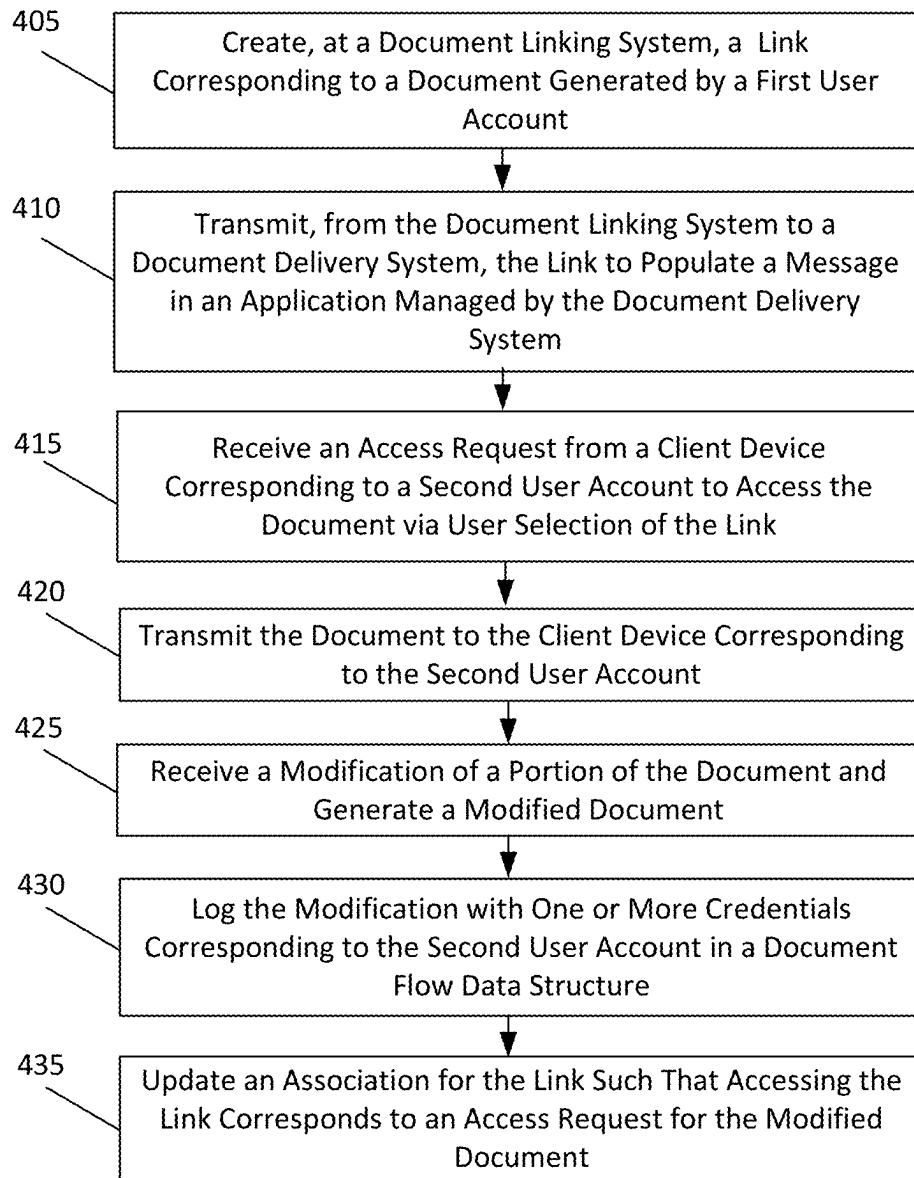 405
Create, at a Document Linking System, a Link
Corresponding to a Document Generated by a First User
Account
410
Transmit, from the Document Linking System to a
Document Delivery System, the Link to Populate a Message
in an Application Managed by the Document Delivery
System
415
Receive an Access Request from a Client Device
Corresponding to a Second User Account to Access the
Document via User Selection of the Link
420
Transmit the Document to the Client Device Corresponding
to the Second User Account
425
Receive a Modification of a Portion of the Document and
Generate a Modified Document
430
Log the Modification with One or More Credentials
Corresponding to the Second User Account in a Document
Flow Data Structure
435
Update an Association for the Link Such That Accessing the
Link Corresponds to an Access Request for the Modified
Document